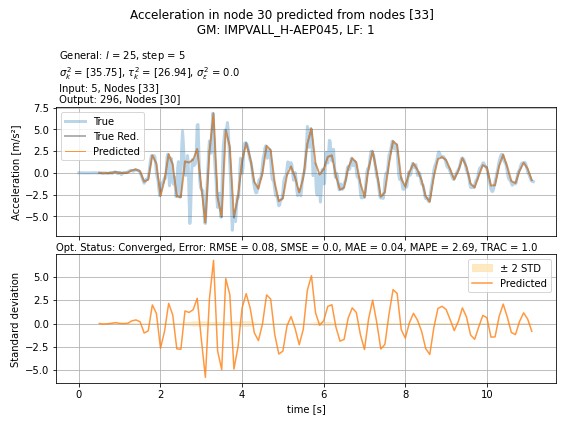 Acceleration in node 30 predicted from nodes [33]
GM: IMPVALL_H-AEP045, LF: 1
General: l = 25, step = 5
σ²ₖ = [35.75], τ²ₖ = [26.94], σ²ε = 0.0
Input: 5, Nodes [33]
Output: 296, Nodes [30]
7.5
5.0
2.5
0.0
−2.5
−5.0
Acceleration [m/s²]
True
True Red.
Predicted
Opt. Status: Converged, Error: RMSE = 0.08, SMSE = 0.0, MAE = 0.04, MAPE = 2.69, TRAC = 1.0
5.0
2.5
0.0
−2.5
−5.0
Standard deviation
± 2 STD
Predicted
0 2 4 6 8 10
time [s]